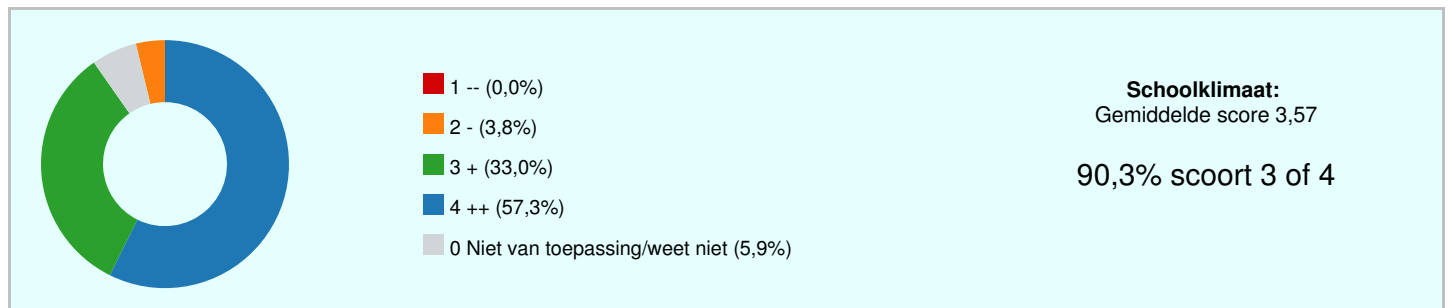 1 -- (0,0%)
2 - (3,8%)
3 + (33,0%)
4 ++ (57,3%)
0 Niet van toepassing/weet niet (5,9%)
Schoolklimaat:
Gemiddelde score 3,57
90,3% scoort 3 of 4